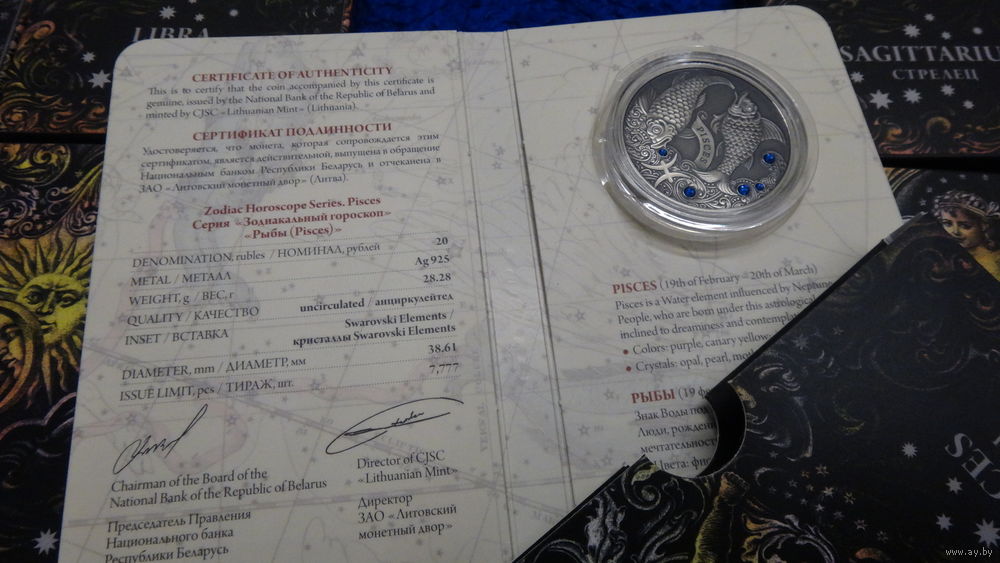 LIBRA
CERTIFICATE OF AUTHENTICITY
This is to certify that the coin accompanied by this certificate is
genuine, issued by the National Bank of the Republic of Belarus and
minted by CJSC «Lithuanian Mint» (Lithuania).
СЕРТИФИКАТ ПОДЛИННОСТИ
Удостоверяется, что монета, которая сопровождается этим
сертификатом, является действительной, выпущена в обращение
Национальным банком Республики Беларусь и отчеканена в
ЗАО «Литовский монетный двор» (Литва).
Zodiac Horoscope Series. Pisces
Серия «Зодиакальный гороскоп»
«Рыбы (Pisces)»
DENOMINATION, rubles / НОМИНАЛ, рублей 20
METAL / МЕТАЛЛ Ag 925
WEIGHT, g / ВЕС, г 28.28
QUALITY / КАЧЕСТВО uncirculated / анциркулейтед
INSET / ВСТАВКА Swarovski Elements /
кристаллы Swarovski Elements
DIAMETER, mm / ДИАМЕТР, мм 38.61
ISSUE LIMIT, pcs / ТИРАЖ, шт. 7,777
Chairman of the Board of the
National Bank of the Republic of Belarus
Председатель Правления
Национального банка
Республики Беларусь
Director of CJSC
«Lithuanian Mint»
Директор
ЗАО «Литовский
монетный двор»
PISCES
PISCES (19th of February – 20th of March)
Pisces is a Water element influenced by Neptune
People, who are born under this astrological
inclined to dreaminess and contempla
• Colors: purple, canary yellow
• Crystals: opal, pearl,
РЫБЫ (19
Знак Воды под
Люди, рожден
мечтательност
Цвета:
SAGITTARIU
СТРЕЛЕЦ
www.ay.by